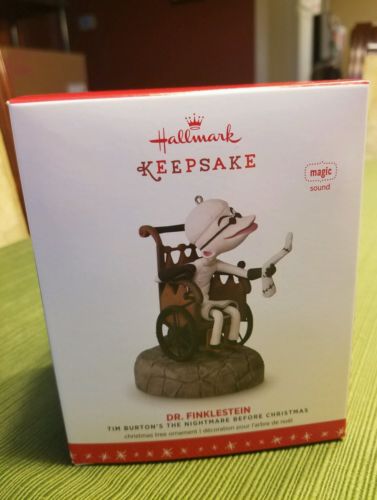 Hallmark
KEEPSAKE
magic
sound
DR. FINKLESTEIN
TIM BURTON'S THE NIGHTMARE BEFORE CHRISTMAS
christmas tree ornament | décoration pour l'arbre de noël